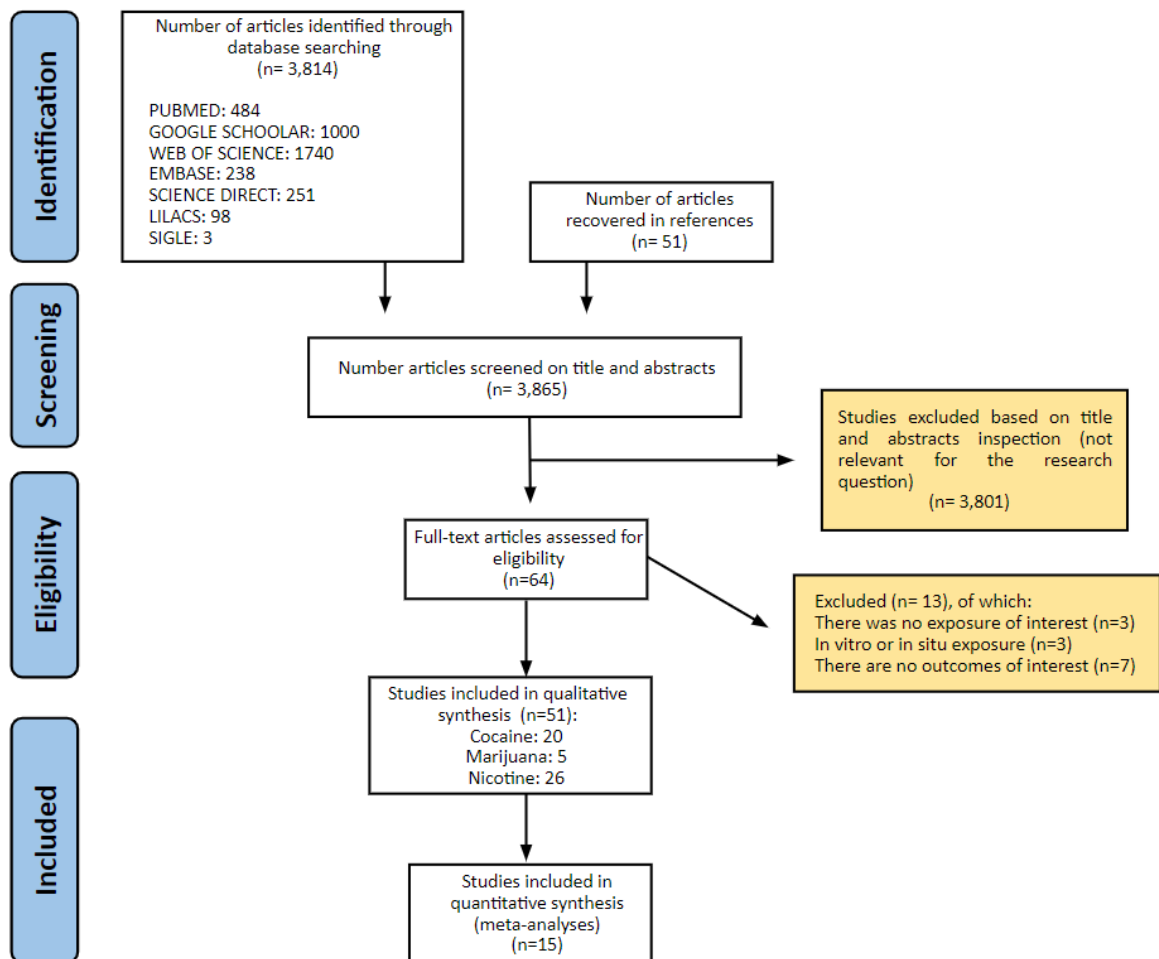 Identification
Number of articles identified through
database searching
(n= 3,814)
PUBMED: 484
GOOGLE SCHOOLAR: 1000
WEB OF SCIENCE: 1740
EMBASE: 238
SCIENCE DIRECT: 251
LILACS: 98
SIGLE: 3
Number of articles
recovered in references
(n= 51)
Screening
Number articles screened on title and abstracts
(n= 3,865)
Studies excluded based on title
and abstracts inspection (not
relevant for the research
question)
(n= 3,801)
Eligibility
Full-text articles assessed for
eligibility
(n=64)
Excluded (n= 13), of which:
There was no exposure of interest (n=3)
In vitro or in situ exposure (n=3)
There are no outcomes of interest (n=7)
Included
Studies included in qualitative
synthesis (n=51):
Cocaine: 20
Marijuana: 5
Nicotine: 26
Studies included in
quantitative synthesis
(meta-analyses)
(n=15)